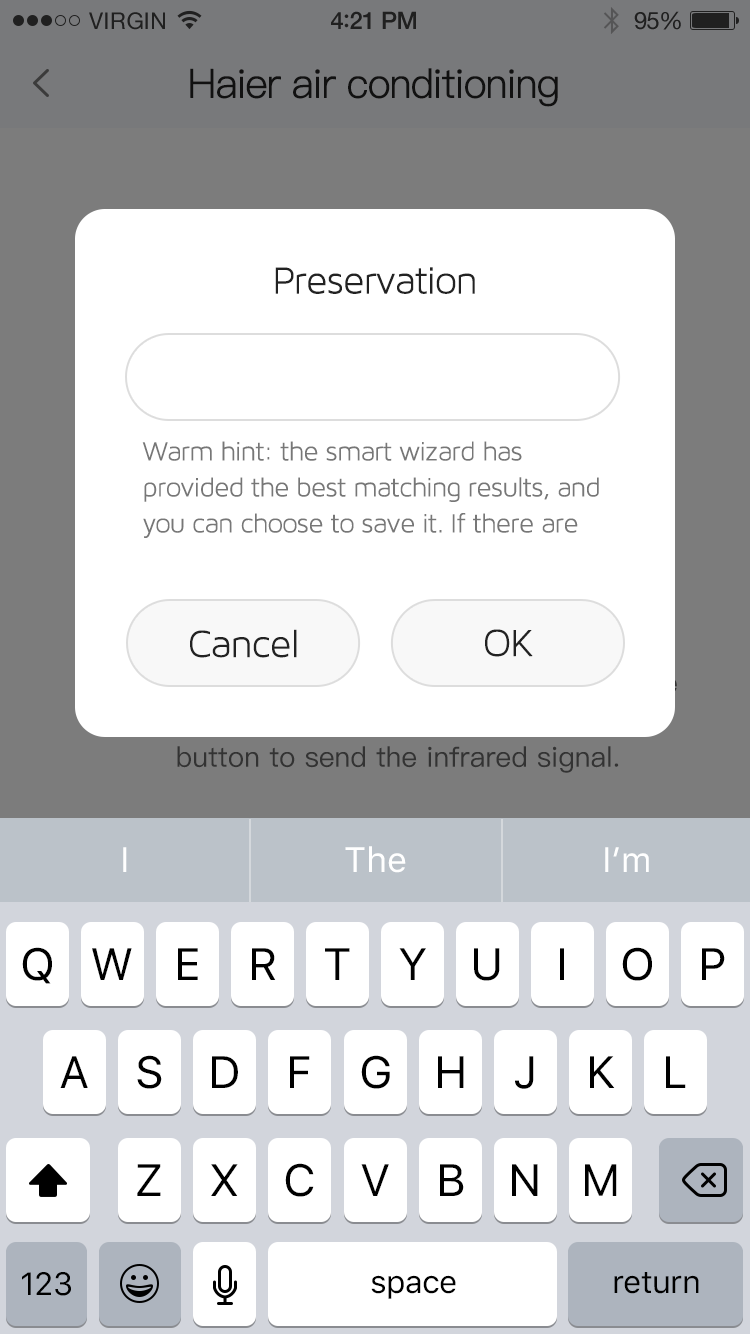 VIRGIN 4:21 PM 95%
Haier air conditioning
Preservation
Warm hint: the smart wizard has
provided the best matching results, and
you can choose to save it. If there are
Cancel OK
button to send the infrared signal.
I The I’m
Q W E R T Y U I O P
A S D F G H J K L
Z X C V B N M
123 space return